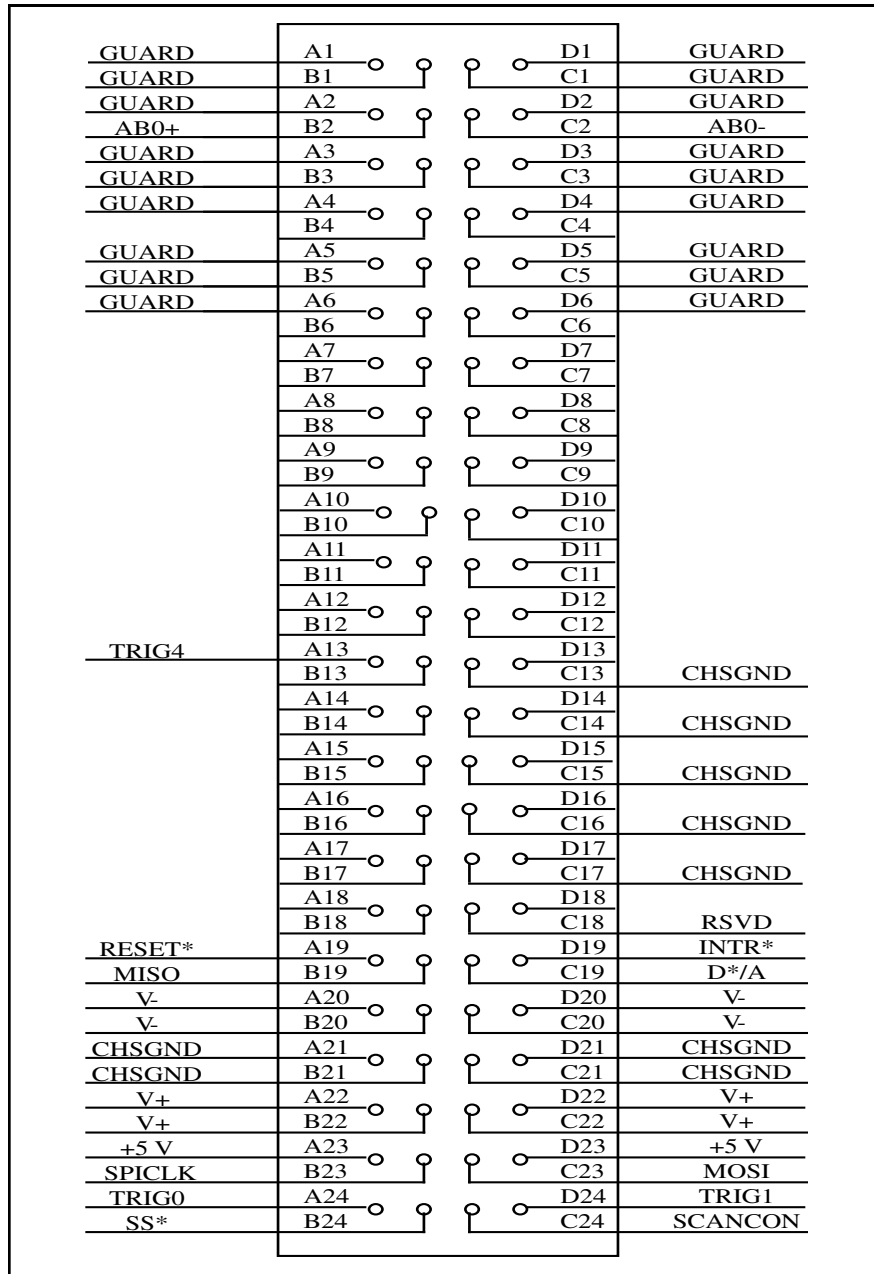 GUARD A1 D1 GUARD
GUARD B1 C1 GUARD
GUARD A2 D2 GUARD
AB0+ B2 C2 AB0-
GUARD A3 D3 GUARD
GUARD B3 C3 GUARD
GUARD A4 D4 GUARD
B4 C4
GUARD A5 D5 GUARD
GUARD B5 C5 GUARD
GUARD A6 D6 GUARD
B6 C6
A7 D7
B7 C7
A8 D8
B8 C8
A9 D9
B9 C9
A10 D10
B10 C10
A11 D11
B11 C11
A12 D12
B12 C12
TRIG4 A13 D13
B13 C13 CHSGND
A14 D14
B14 C14 CHSGND
A15 D15
B15 C15 CHSGND
A16 D16
B16 C16 CHSGND
A17 D17
B17 C17 CHSGND
A18 D18
B18 C18 RSVD
RESET* A19 D19 INTR*
MISO B19 C19 D*/A
V- A20 D20 V-
V- B20 C20 V-
CHSGND A21 D21 CHSGND
CHSGND B21 C21 CHSGND
V+ A22 D22 V+
V+ B22 C22 V+
+5 V A23 D23 +5 V
SPICLK B23 C23 MOSI
TRIG0 A24 D24 TRIG1
SS* B24 C24 SCANCON